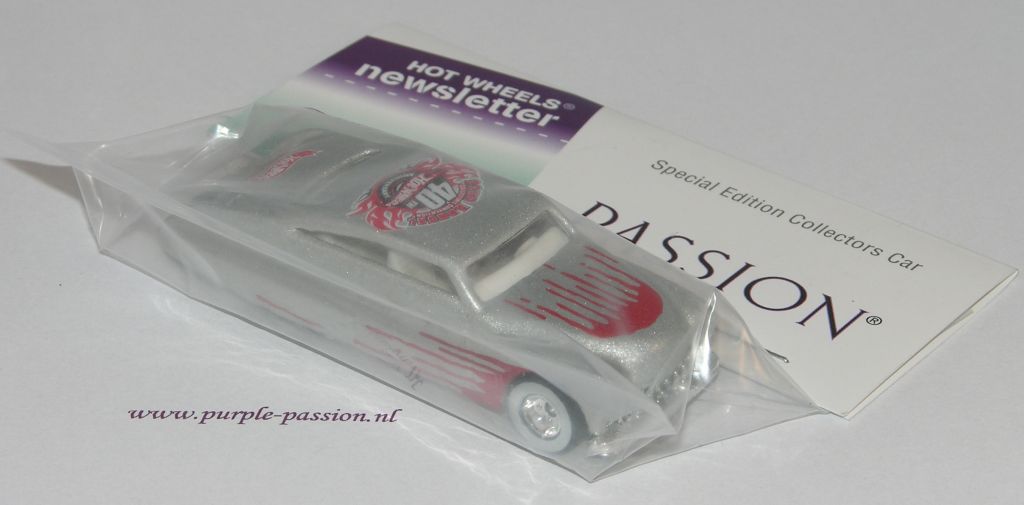 HOT WHEELS®
newsletter
Special Edition Collectors Car
PASSION®
40
www.purple-passion.nl